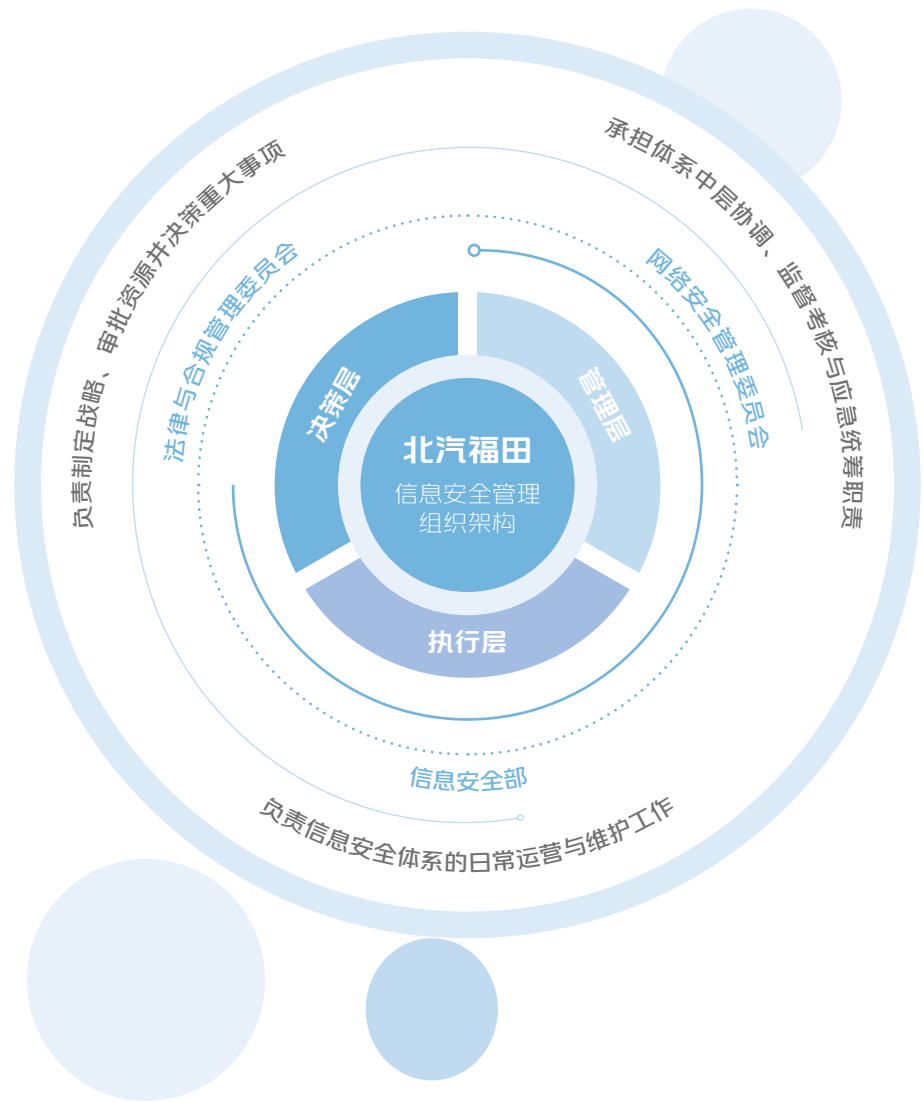 北汽福田
信息安全管理
组织架构
决策层
法律与合规管理委员会
负责制定战略、审批资源并决策重大事项
管理层
网络安全管理委员会
承担体系中层协调、监督考核与应急统筹职责
执行层
信息安全部
负责信息安全体系的日常运营与维护工作